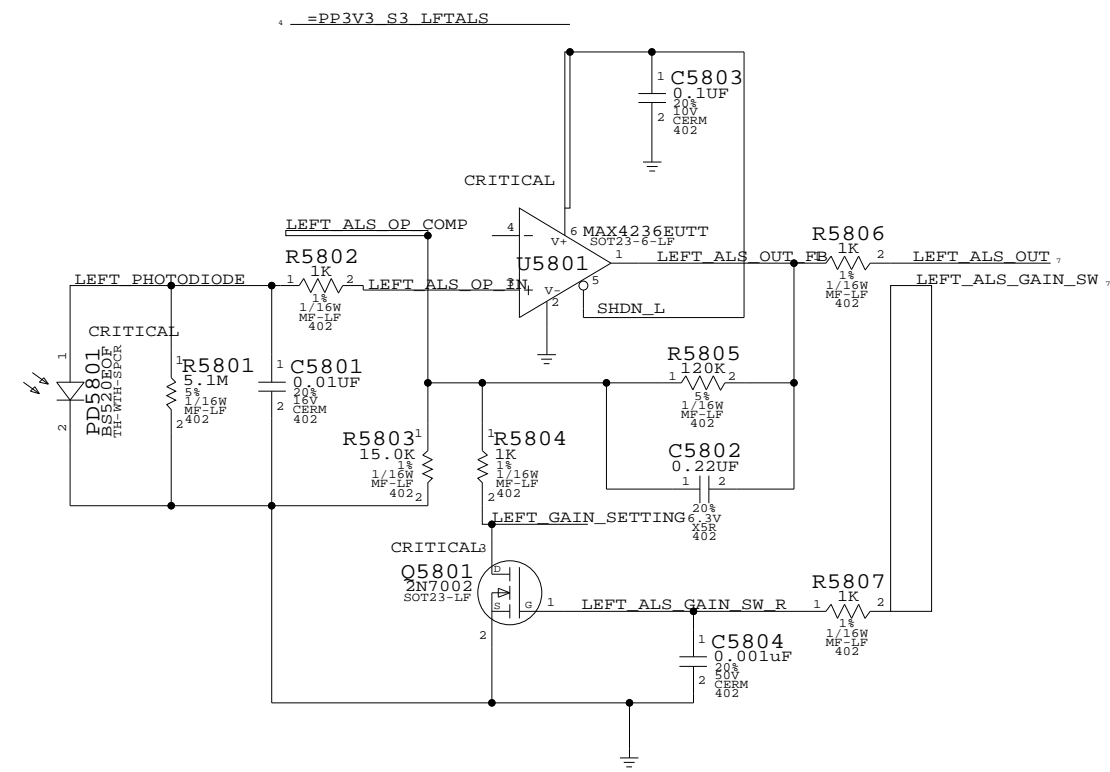 4 =PP3V3_S3_LFTALS
1 C5803
0.1UF
20%
10V
2 CERM
402
CRITICAL
LEFT_ALS_OP_COMP
4
6 MAX4236EUTT
V+ SOT23-6-LF
U5801
1 LEFT_ALS_OUT_FB
R5806
1K
1 2
1%
1/16W
MF-LF
402
LEFT_ALS_OUT 7
LEFT_ALS_GAIN_SW 7
LEFT_PHOTODIODE
R5802
1K
1 2
1%
1/16W
MF-LF
402
LEFT_ALS_OP_IN
3
V-
2
5
SHDN_L
CRITICAL
1
PD5801
BS520EOF
TH-WTH-SPCR
2
1 R5801
5.1M
5%
1/16W
MF-LF
2 402
1 C5801
0.01UF
20%
16V
2 CERM
402
R5805
120K
1 2
5%
1/16W
MF-LF
402
R5803 1
15.0K
1%
1/16W
MF-LF
402 2
1 R5804
1K
1%
1/16W
MF-LF
2 402
C5802
0.22UF
1 2
20%
6.3V
X5R
402
LEFT_GAIN_SETTING
CRITICAL 3
Q5801
2N7002
SOT23-LF
D
S G
1 LEFT_ALS_GAIN_SW_R
2
R5807
1K
1 2
1%
1/16W
MF-LF
402
1 C5804
0.001uF
20%
50V
2 CERM
402